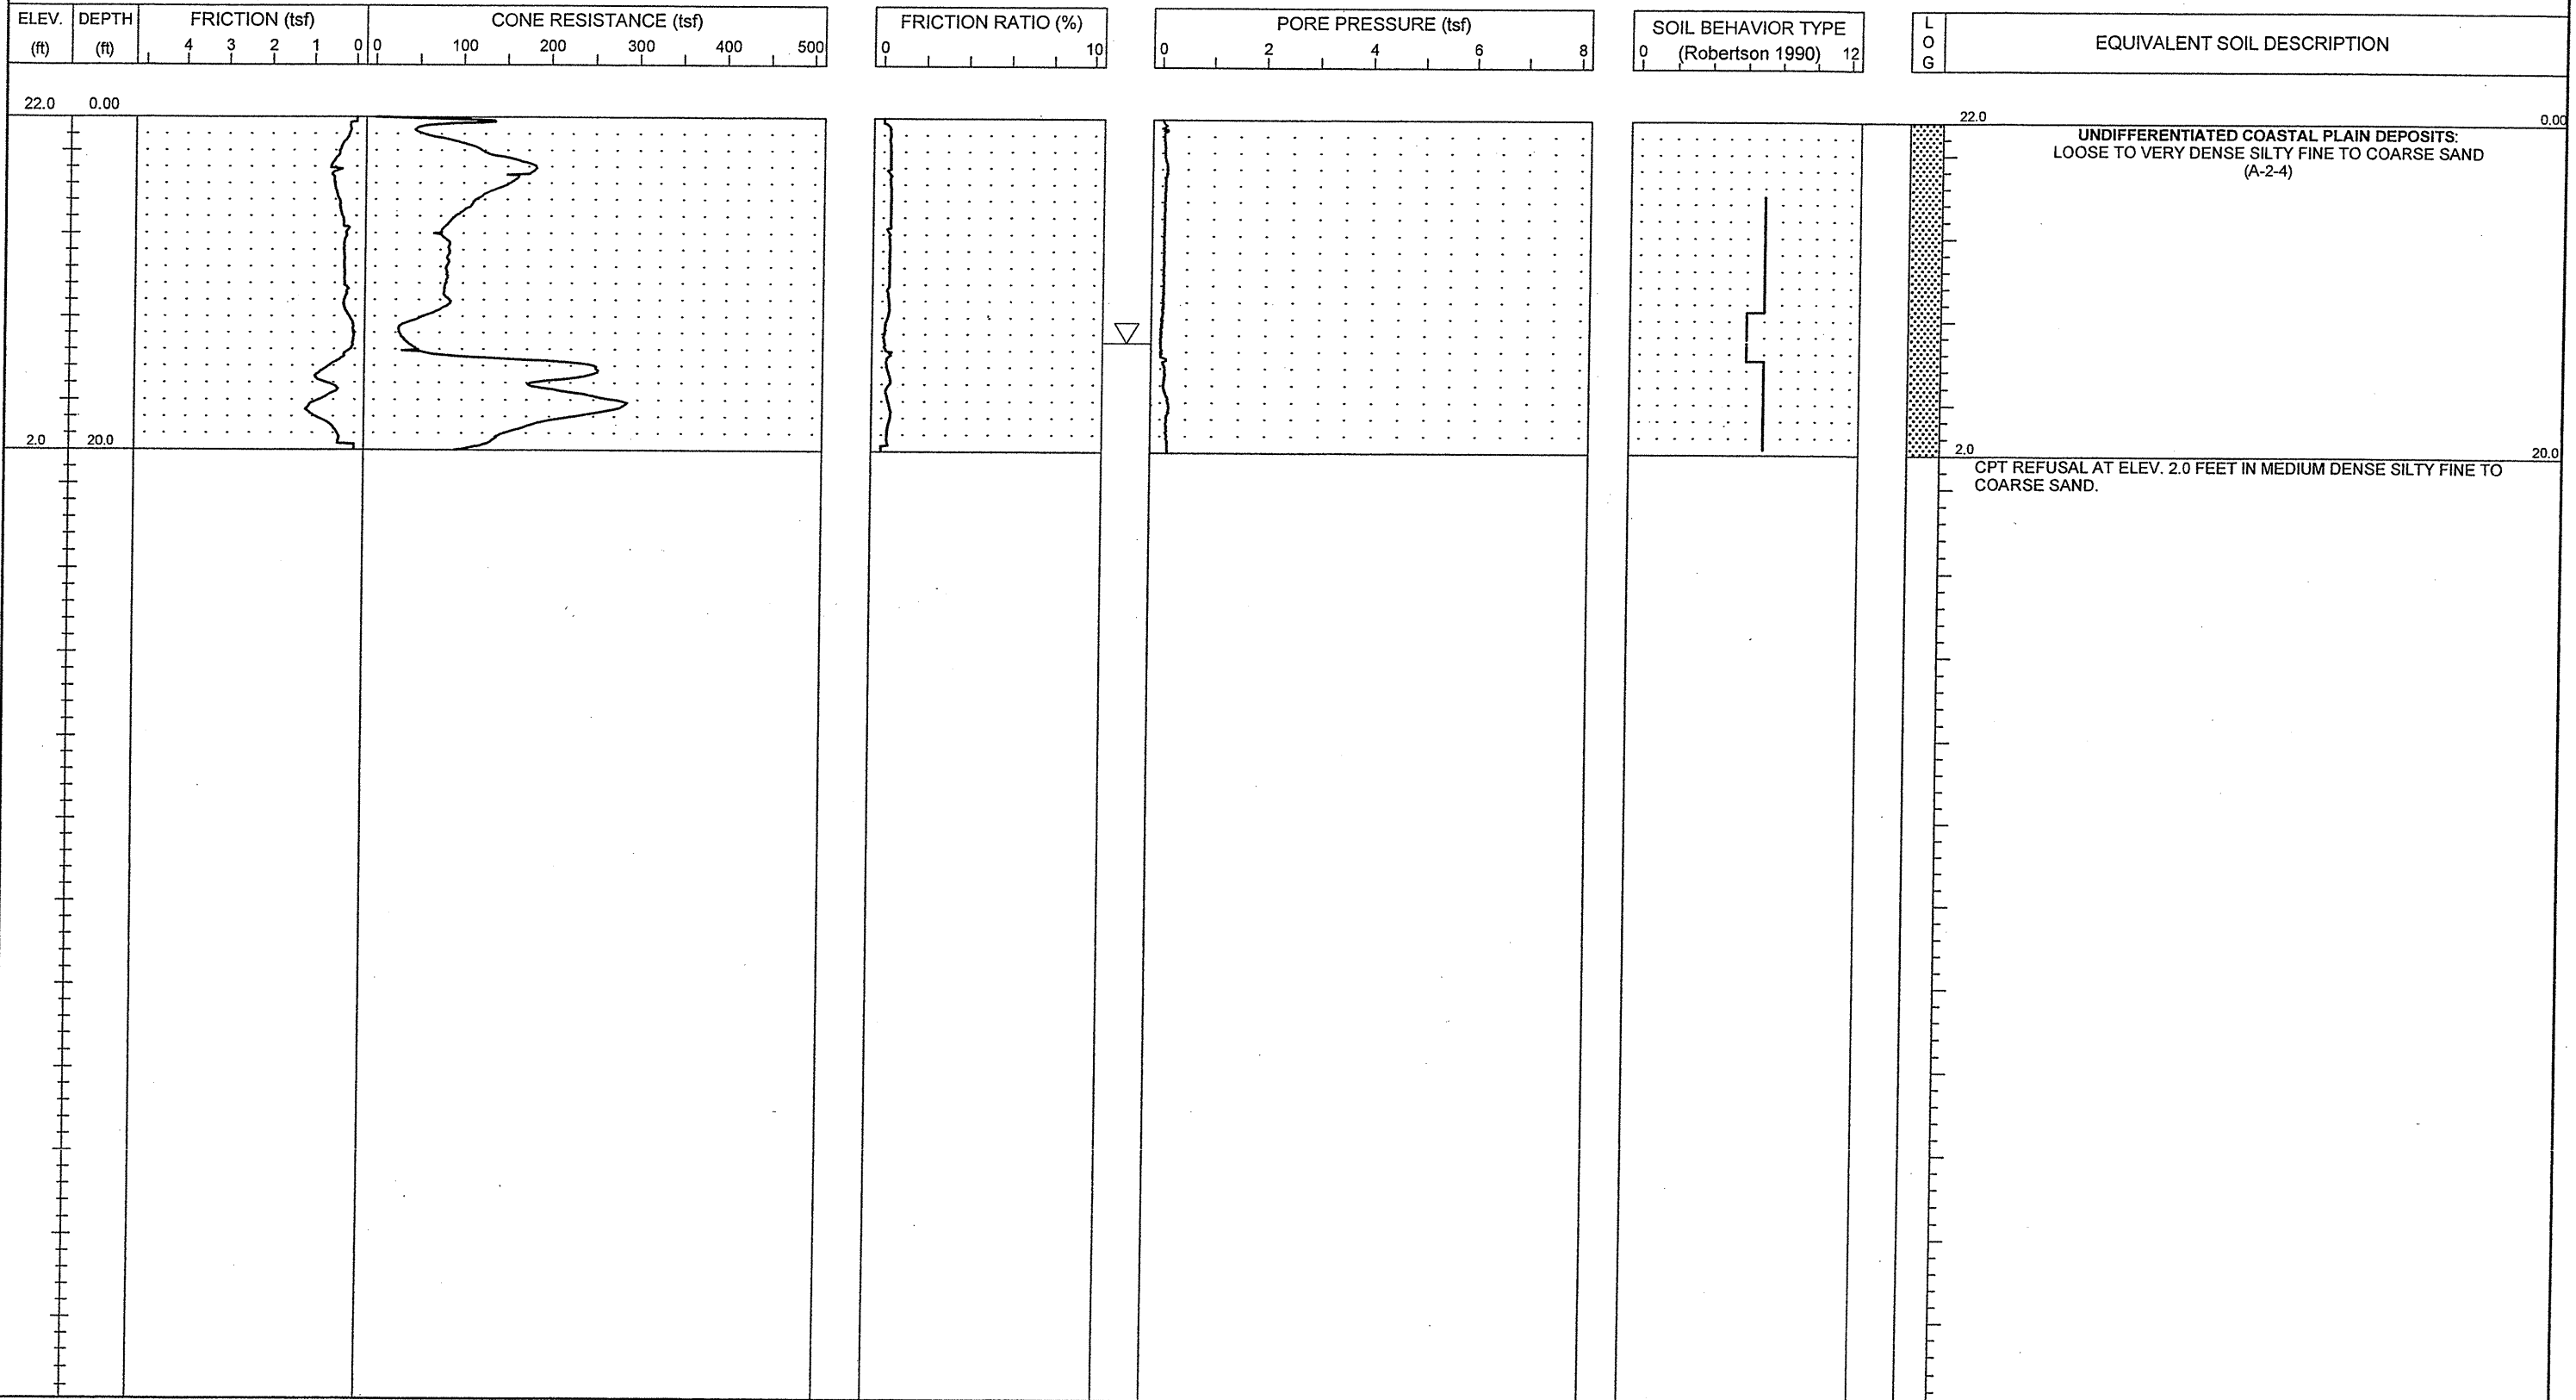 ELEV. (ft)
DEPTH (ft)
FRICTION (tsf)
4 3 2 1 0
CONE RESISTANCE (tsf)
0 100 200 300 400 500
FRICTION RATIO (%)
0 10
PORE PRESSURE (tsf)
0 2 4 6 8
SOIL BEHAVIOR TYPE
(Robertson 1990)
0 12
LOG
EQUIVALENT SOIL DESCRIPTION
22.0 0.00
22.0 0.00
UNDIFFERENTIATED COASTAL PLAIN DEPOSITS:
LOOSE TO VERY DENSE SILTY FINE TO COARSE SAND
(A-2-4)
2.0 20.0
2.0 20.0
CPT REFUSAL AT ELEV. 2.0 FEET IN MEDIUM DENSE SILTY FINE TO
COARSE SAND.